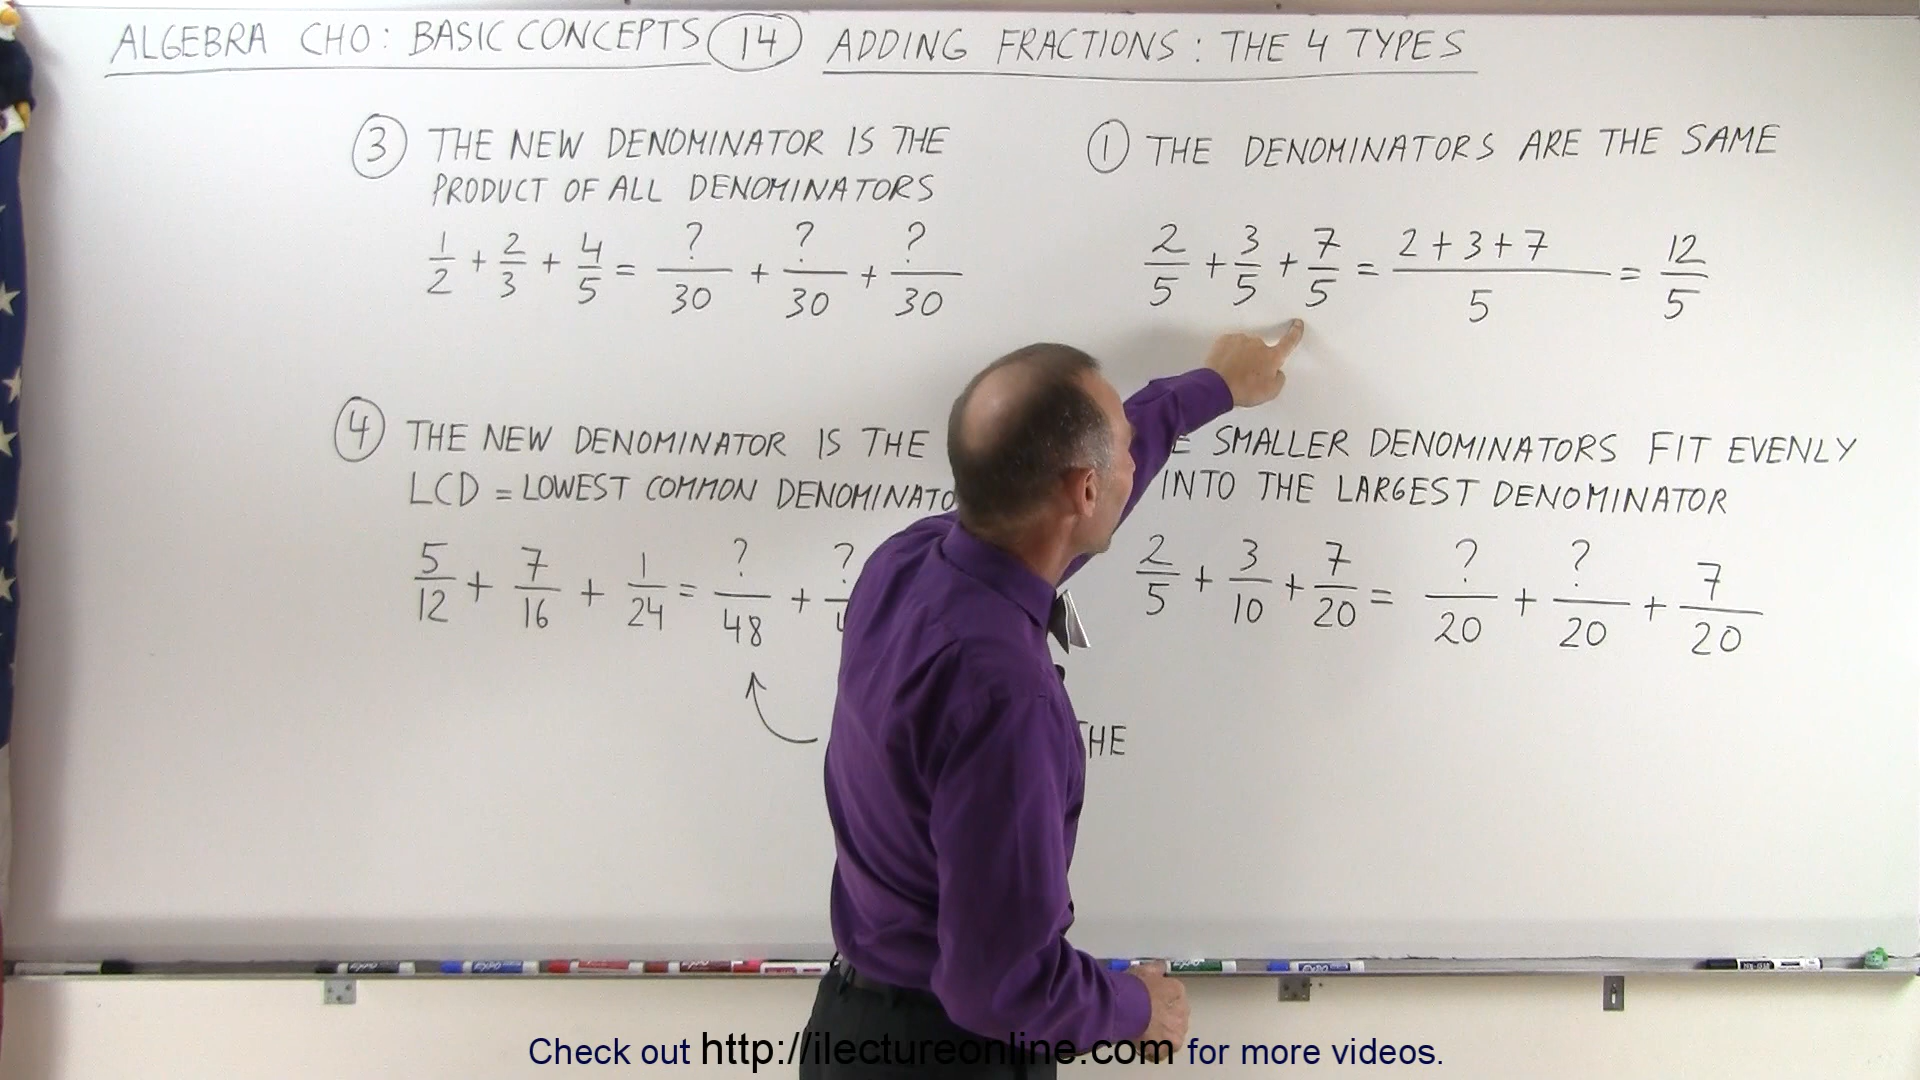 ALGEBRA CHO: BASIC CONCEPTS 14 ADDING FRACTIONS: THE 4 TYPES
3 THE NEW DENOMINATOR IS THE
PRODUCT OF ALL DENOMINATORS
1/2 + 2/3 + 4/5 = ?/30 + ?/30 + ?/30
1 THE DENOMINATORS ARE THE SAME
2/5 + 3/5 + 7/5 = 2+3+7/5 = 12/5
4 THE NEW DENOMINATOR IS THE
LCD = LOWEST COMMON DENOMINATO
5/12 + 7/16 + 1/24 = ?/48 + ?
HE
SMALLER DENOMINATORS FIT EVENLY
INTO THE LARGEST DENOMINATOR
2/5 + 3/10 + 7/20 = ?/20 + ?/20 + 7/20
Check out http://ilectureonline.com for more videos.